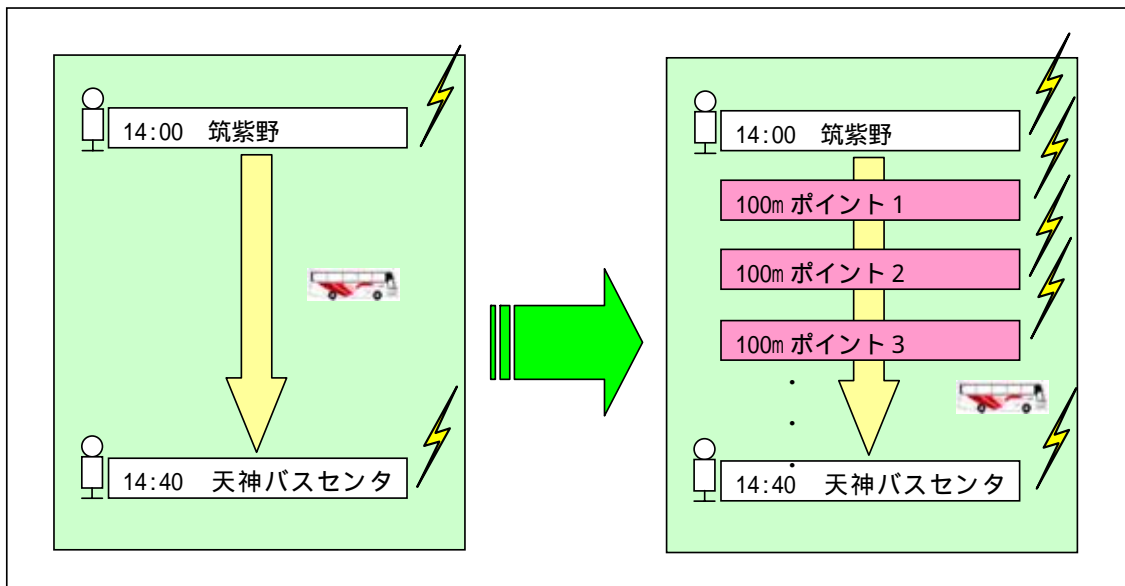 14:00 筑紫野
14:40 天神バスセンタ
14:00 筑紫野
100m ポイント 1
100m ポイント 2
100m ポイント 3
・
・
・
14:40 天神バスセンタ